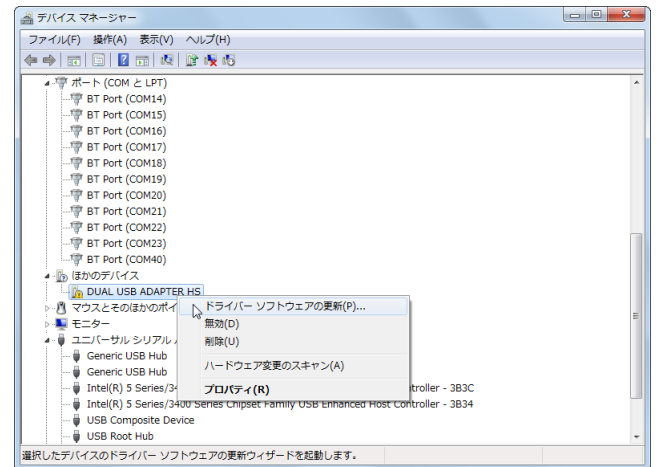 デバイス マネージャー
ファイル(F) 操作(A) 表示(V) ヘルプ(H)
ポート (COM と LPT)
BT Port (COM14)
BT Port (COM15)
BT Port (COM16)
BT Port (COM17)
BT Port (COM18)
BT Port (COM19)
BT Port (COM20)
BT Port (COM21)
BT Port (COM22)
BT Port (COM23)
BT Port (COM40)
ほかのデバイス
DUAL USB ADAPTER HS
マウスとそのほかのポイ
ドライバー ソフトウェアの更新(P)...
モニター
無効(D)
ユニバーサル シリアル
削除(U)
Generic USB Hub
ハードウェア変更のスキャン(A)
Generic USB Hub
Intel(R) 5 Series/34
プロパティ(R)
ntroller - 3B3C
Intel(R) 5 Series/3400 Series Chipset Family USB Enhanced Host Controller - 3B34
USB Composite Device
USB Root Hub
選択したデバイスのドライバー ソフトウェアの更新ウィザードを起動します。